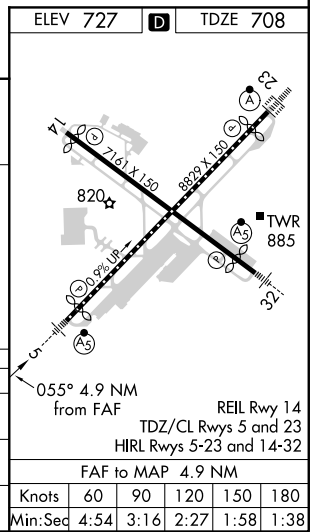 ELEV 727
D
TDZE 708
A
23
14
P
P
7161 X 150
8829 X 150
820
A5
TWR
885
P
0.9% UP
P
32
5
A5
055° 4.9 NM
from FAF
REIL Rwy 14
TDZ/CL Rwys 5 and 23
HIRL Rwys 5-23 and 14-32
FAF to MAP 4.9 NM
Knots 60 90 120 150 180
Min:Sec 4:54 3:16 2:27 1:58 1:38